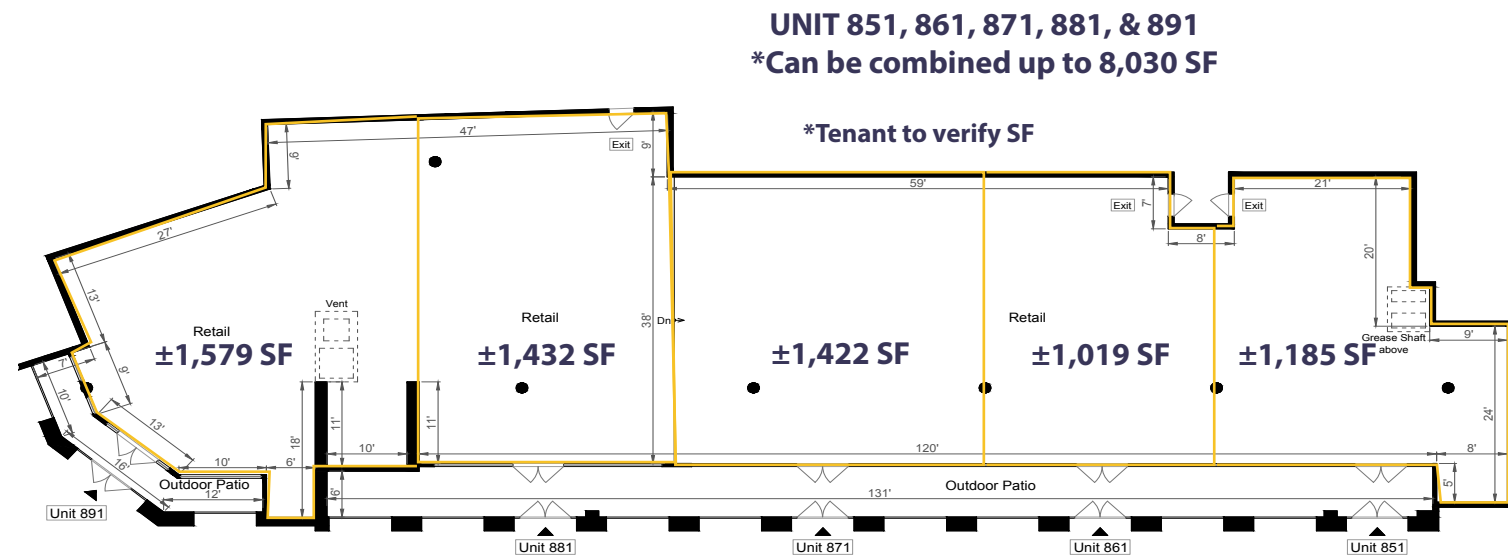 UNIT 851, 861, 871, 881, & 891
*Can be combined up to 8,030 SF
*Tenant to verify SF
47'
9'
Exit
9'
59'
Exit
7'
Exit
21'
8'
20'
27'
13'
Vent
Retail
±1,579 SF
Retail
±1,432 SF
38'
Dn
±1,422 SF
Retail
±1,019 SF
±1,185 SF
Grease Shaft
above
9'
24'
7'
10'
9'
13'
16'
10'
6'
18'
11'
10'
11'
120'
8'
5'
Outdoor Patio
12'
6'
131'
Outdoor Patio
Unit 891
Unit 881
Unit 871
Unit 861
Unit 851